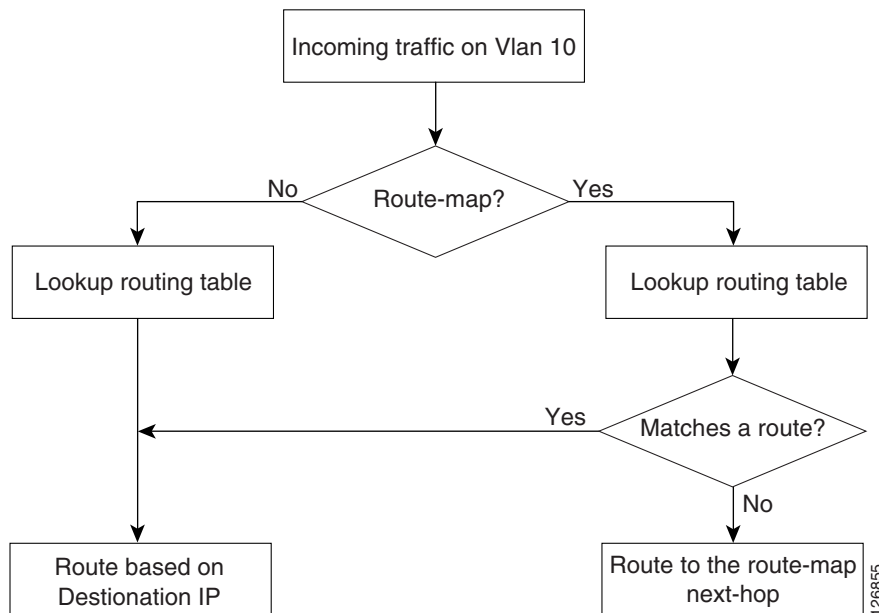 Incoming traffic on Vlan 10
Route-map?
No
Yes
Lookup routing table
Lookup routing table
Matches a route?
Yes
No
Route based on
Destionation IP
Route to the route-map
next-hop
126855